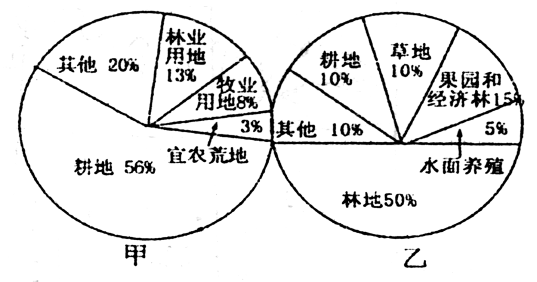 林业
用地
13%
其他 20%
牧业
用地8%
3%
宜农荒地
耕地 56%
甲
耕地
10%
草地
10%
果园和
经济林15%
其他 10%
5%
水面养殖
林地50%
乙